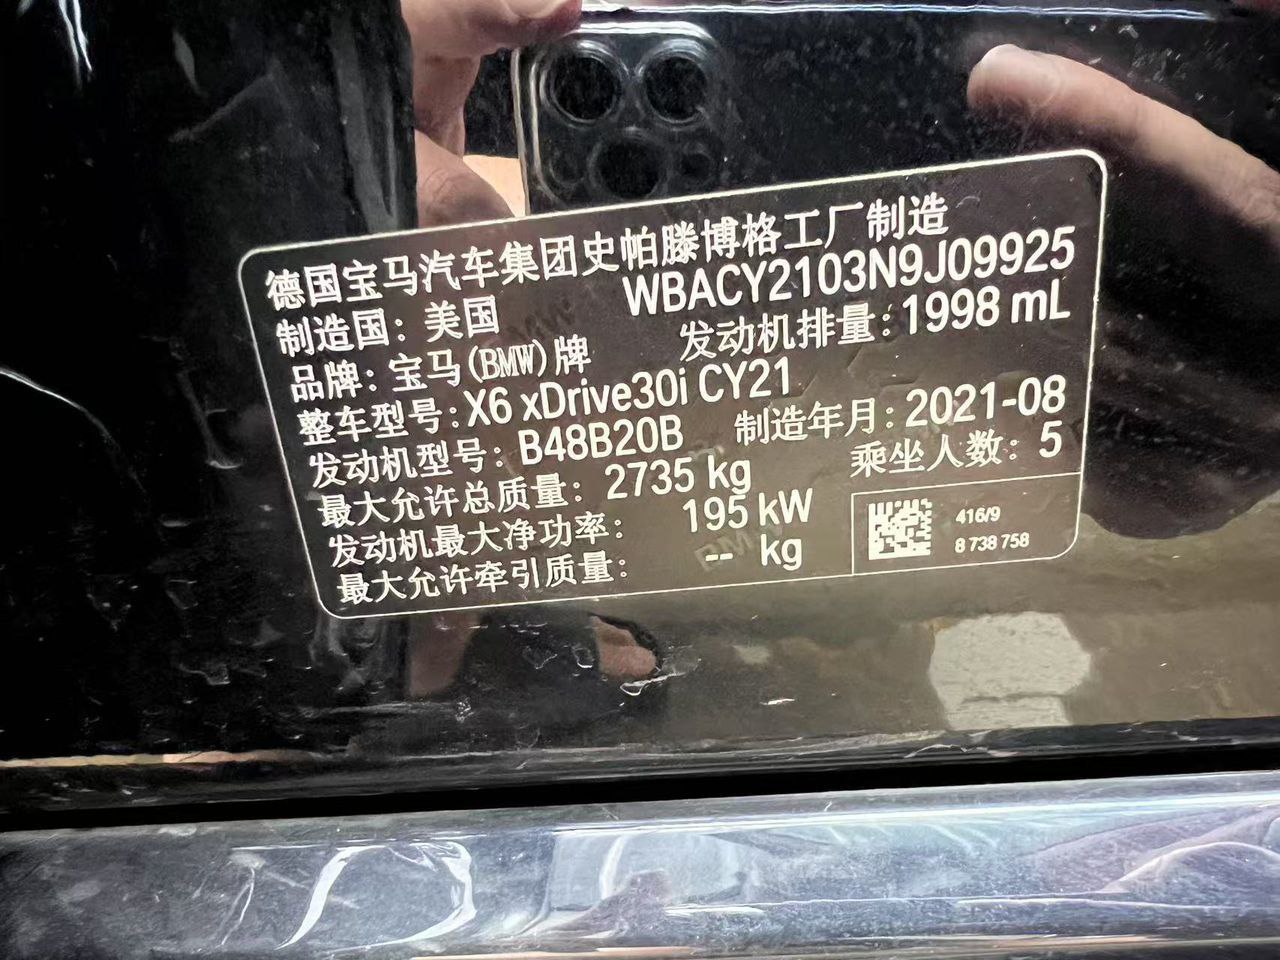 德国宝马汽车集团史帕滕博格工厂制造
制造国：美国 WBACY2103N9J09925
品牌：宝马(BMW)牌 发动机排量：1998 mL
整车型号：X6 xDrive30i CY21
发动机型号：B48B20B 制造年月：2021-08
最大允许总质量：2735 kg 乘坐人数：5
发动机最大净功率：195 kW
最大允许牵引质量：-- kg
416/9
8 738 758